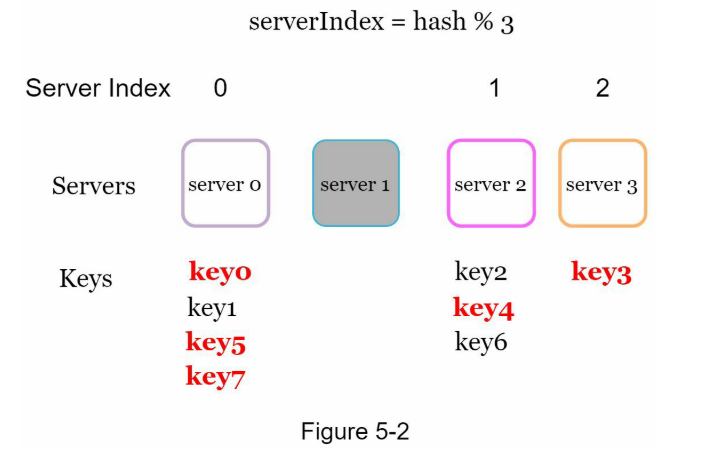 serverIndex = hash % 3
Server Index 0 1 2
Servers server 0 server 1 server 2 server 3
Keys key0 key2 key3
key1 key4
key5 key6
key7
Figure 5-2